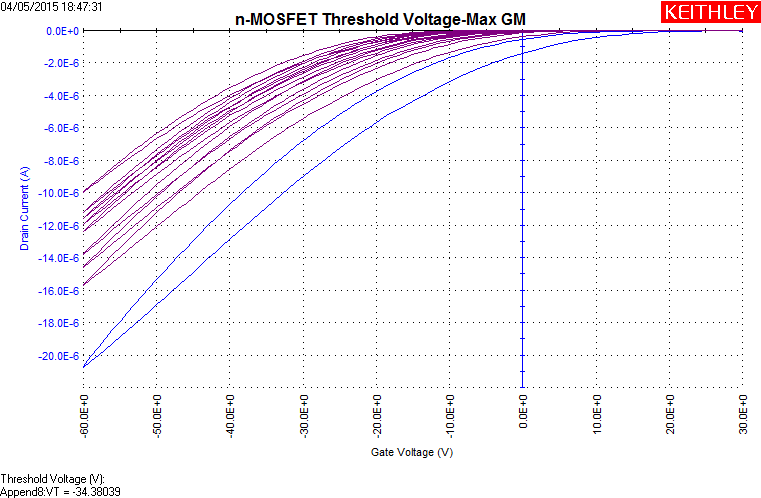 04/05/2015 18:47:31
n-MOSFET Threshold Voltage-Max GM
KEITHLEY
0.0E+0
-2.0E-6
-4.0E-6
-6.0E-6
-8.0E-6
-10.0E-6
-12.0E-6
-14.0E-6
-16.0E-6
-18.0E-6
-20.0E-6
Drain Current (A)
-60.0E+0 -50.0E+0 -40.0E+0 -30.0E+0 -20.0E+0 -10.0E+0 0.0E+0 10.0E+0 20.0E+0 30.0E+0
Gate Voltage (V)
Threshold Voltage (V):
Append8:VT = -34.38039